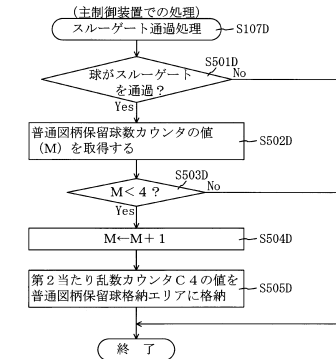 (主制御装置での処理)
スルーゲート通過処理
S107D
S501D
球がスルーゲート
を通過?
No
Yes
普通図柄保留球数カウンタの値
(M)を取得する
S502D
S503D
M<4?
No
Yes
M←M+1
S504D
第2当たり乱数カウンタC4の値を
普通図柄保留球格納エリアに格納
S505D
終 了